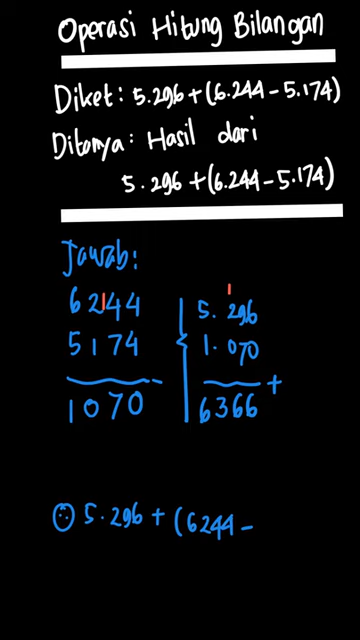 Operasi Hitung Bilangan
Diket: 5.296 + (6.244 - 5.174)
Ditanya: Hasil dari
5.296 + (6.244 - 5.174)
Jawab:
6244
5174
-
1070
1
5.296
1.070
+
6366
∴ 5.296 + (6244 -